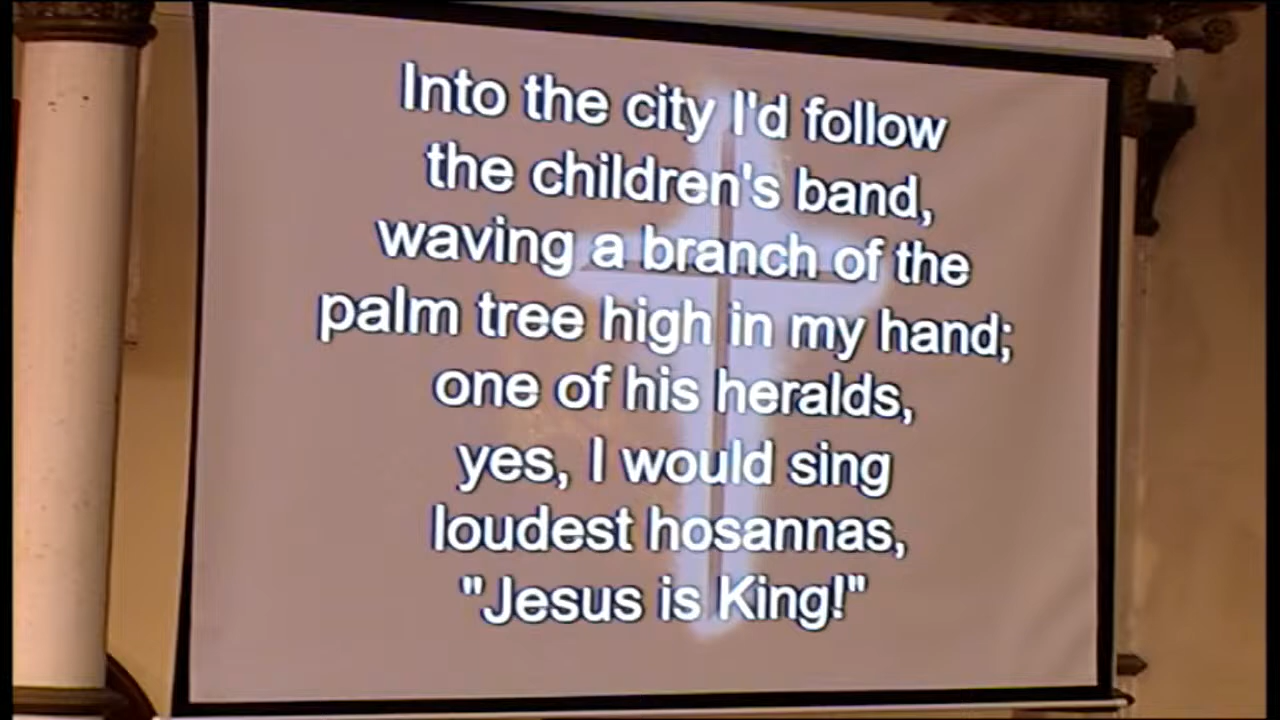 Into the city I'd follow
the children's band,
waving a branch of the
palm tree high in my hand;
one of his heralds,
yes, I would sing
loudest hosannas,
"Jesus is King!"